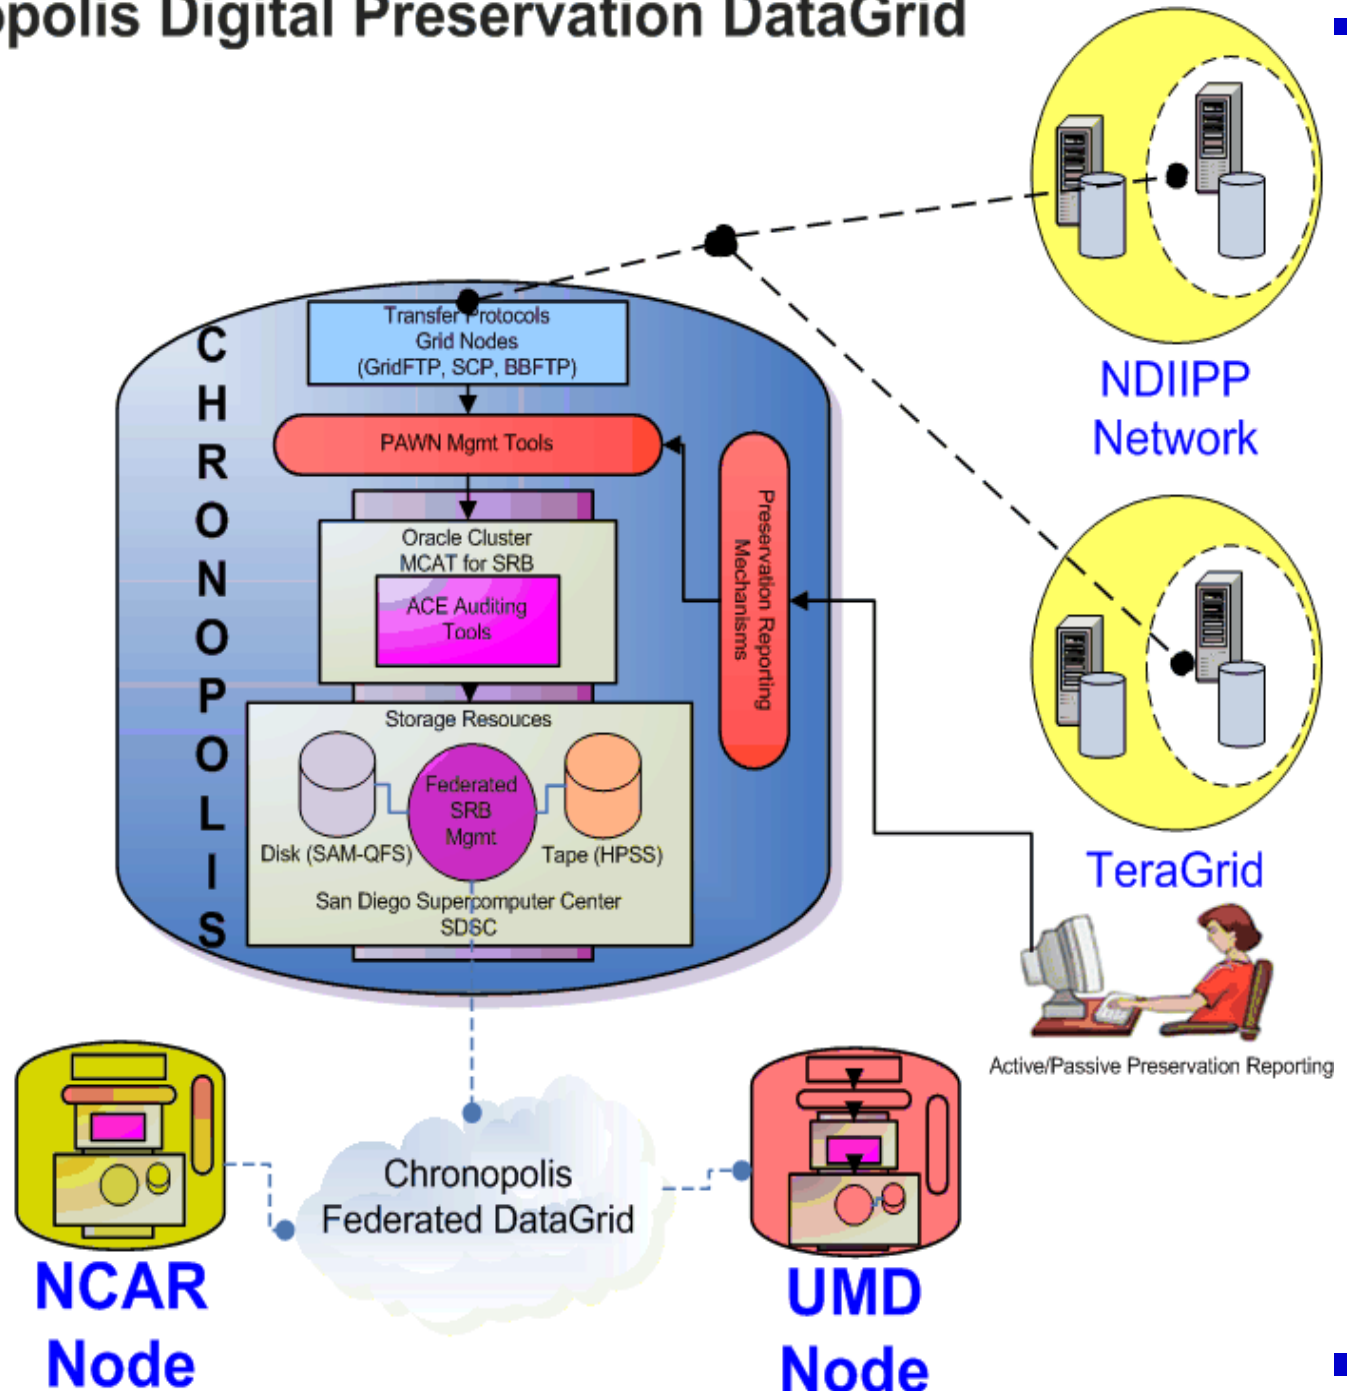 opolis Digital Preservation DataGrid
NDIIPP
Network
TeraGrid
Active/Passive Preservation Reporting
CHRONOPOLIS
Transfer Protocols
Grid Nodes
(GridFTP, SCP, BBFTP)
PAWN Mgmt Tools
Preservation Reporting
Mechanisms
Oracle Cluster
MCAT for SRB
ACE Auditing
Tools
Storage Resouces
Federated
SRB
Mgmt
Disk (SAM-QFS)
Tape (HPSS)
San Diego Supercomputer Center
SDSC
Chronopolis
Federated DataGrid
NCAR
Node
UMD
Node